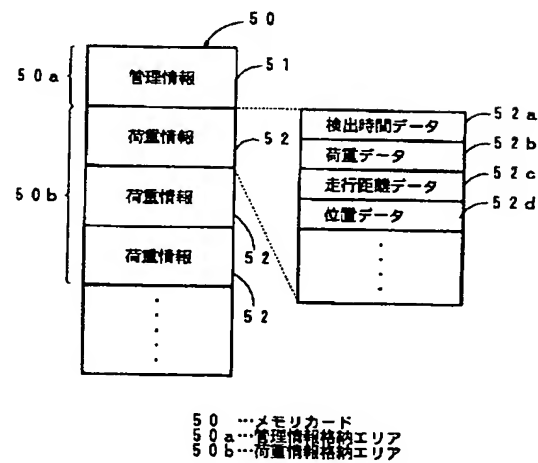 50
50a
管理情報
51
検出時間データ
52a
荷重情報
52
荷重データ
52b
走行距離データ
52c
50b
荷重情報
52
位置データ
52d
荷重情報
52
50 …メモリカード
50a…管理情報格納エリア
50b…荷重情報格納エリア